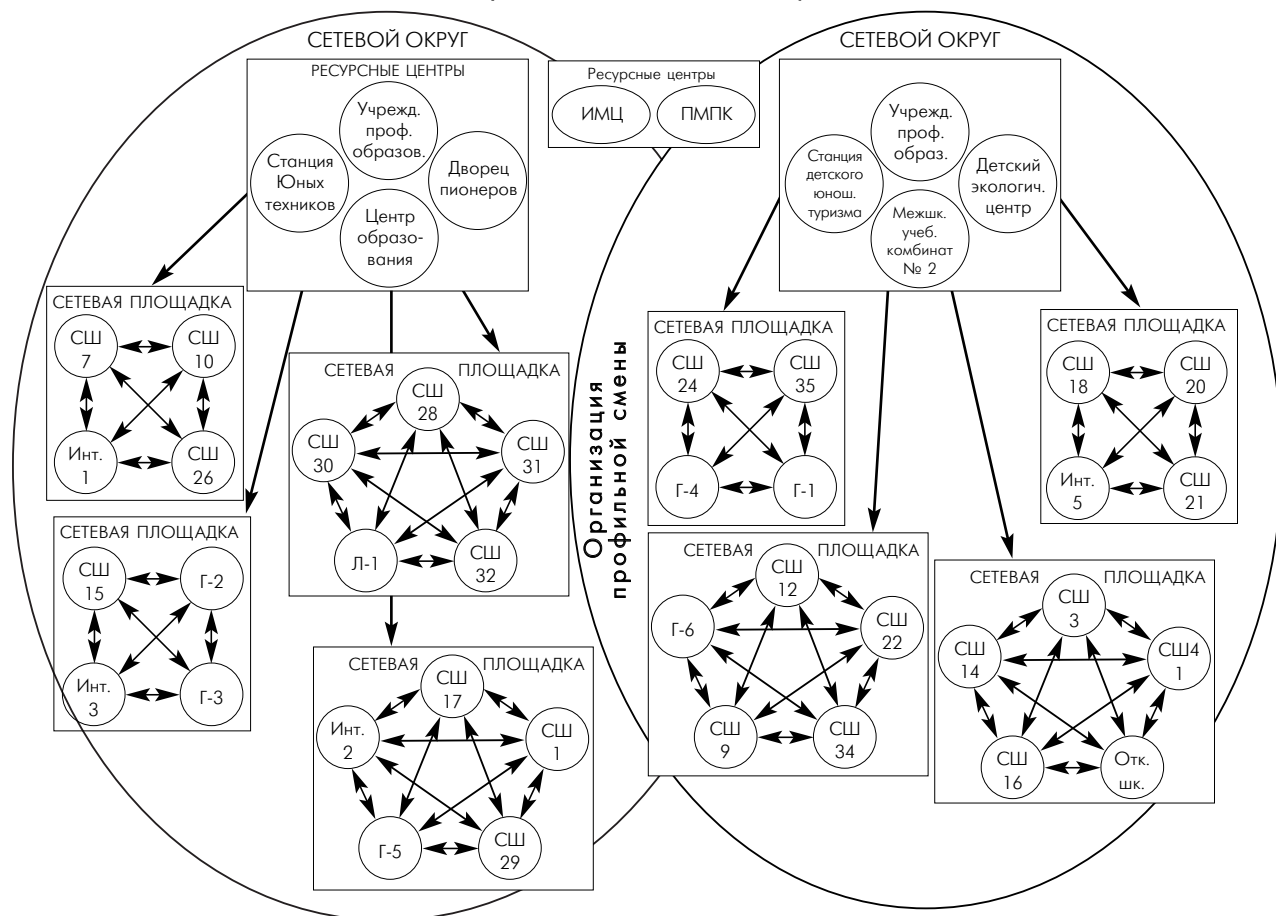 СЕТЕВОЙ ОКРУГ
РЕСУРСНЫЕ ЦЕНТРЫ
Учрежд.
проф.
образов.
Станция
Юных
техников
Дворец
пионеров
Центр
образо-
вания
Ресурсные центры
ИМЦ
ПМПК
СЕТЕВОЙ ОКРУГ
Учрежд.
проф.
образ.
Станция
детского
юнош.
туризма
Детский
экологич.
центр
Межшк.
учеб.
комбинат
№ 2
СЕТЕВАЯ ПЛОЩАДКА
СШ
7
СШ
10
Инт.
1
СШ
26
СЕТЕВАЯ ПЛОЩАДКА
СШ
15
Г-2
Инт.
3
Г-3
СЕТЕВАЯ ПЛОЩАДКА
СШ
28
СШ
30
СШ
31
Л-1
СШ
32
СЕТЕВАЯ ПЛОЩАДКА
СШ
17
Инт.
2
СШ
1
Г-5
СШ
29
Организация
профильной смены
СЕТЕВАЯ ПЛОЩАДКА
СШ
24
СШ
35
Г-4
Г-1
СЕТЕВАЯ ПЛОЩАДКА
СШ
18
СШ
20
Инт.
5
СШ
21
СЕТЕВАЯ ПЛОЩАДКА
СШ
12
Г-6
СШ
22
СШ
9
СШ
34
СЕТЕВАЯ ПЛОЩАДКА
СШ
3
СШ
14
СШ4
1
СШ
16
Отк.
шк.